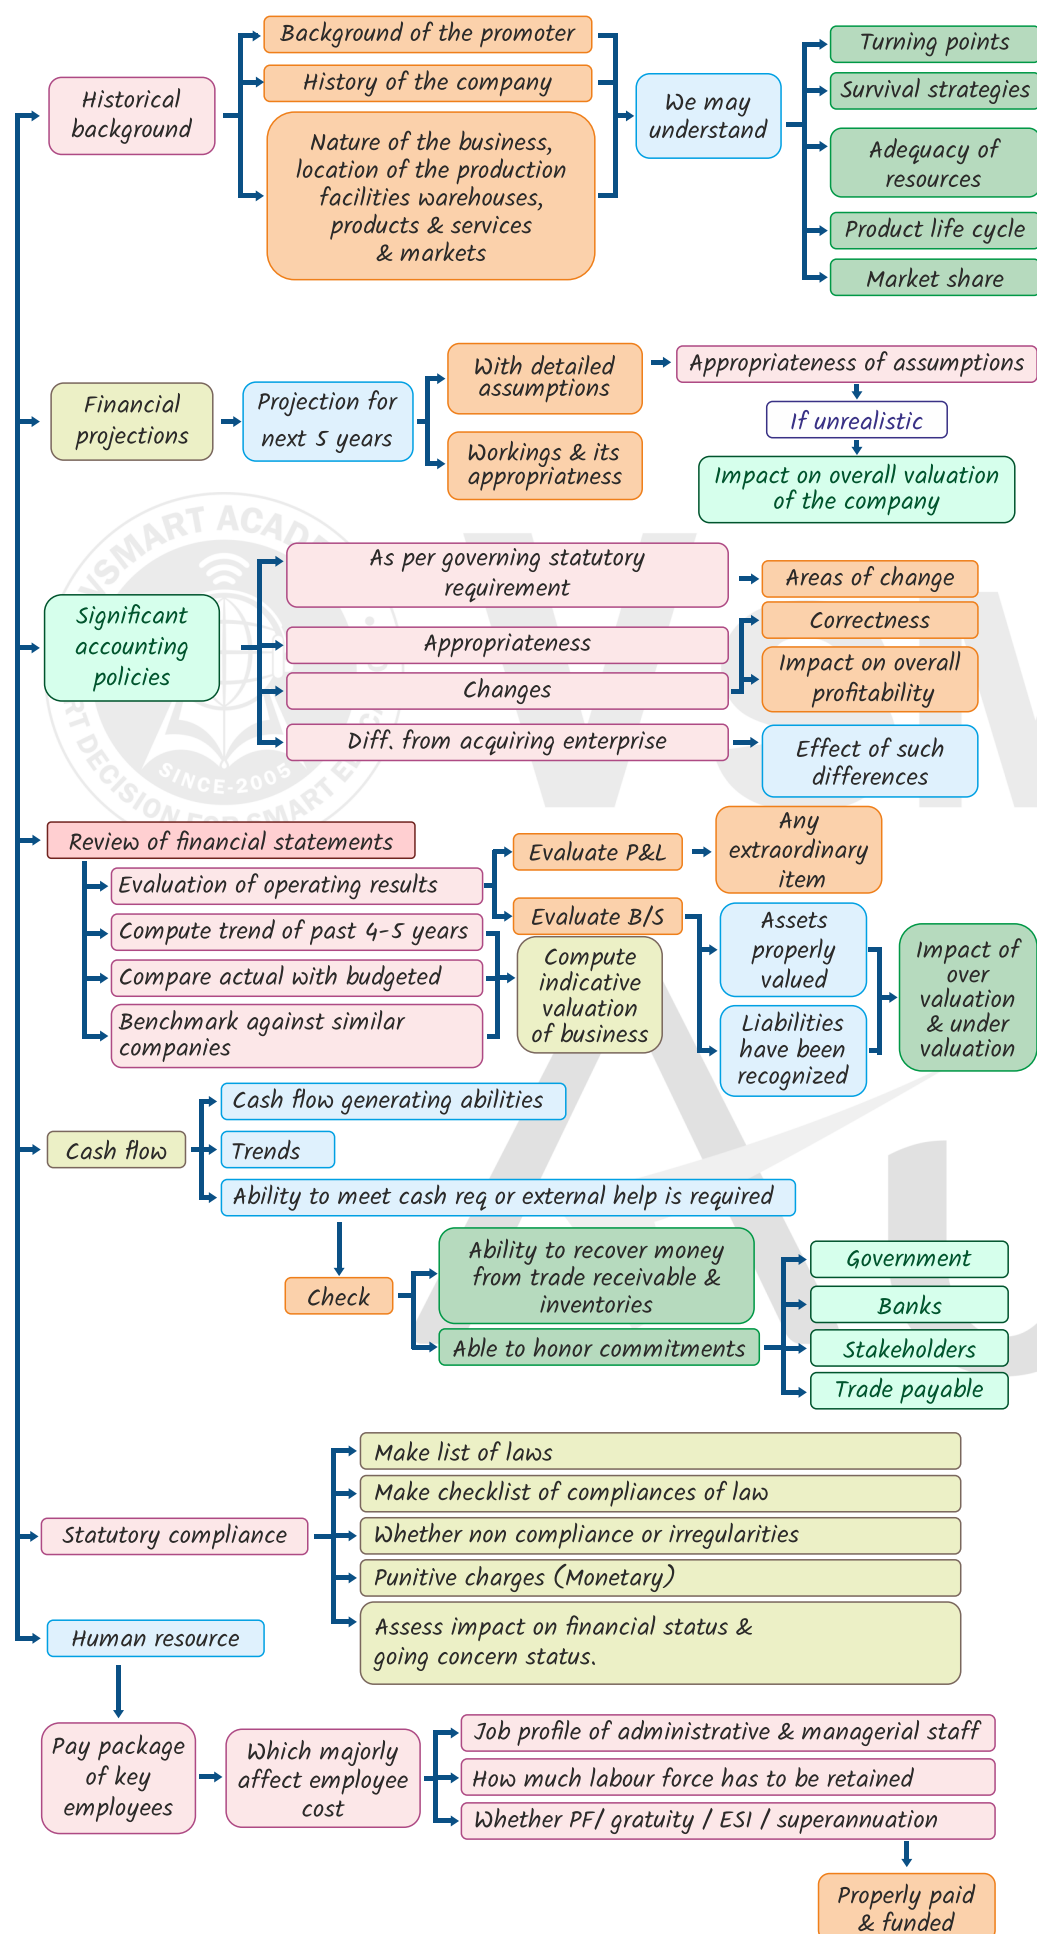 Background of the promoter
History of the company
Historical
background
Nature of the business,
location of the production
facilities warehouses,
products & services
& markets
We may
understand
Turning points
Survival strategies
Adequacy of
resources
Product life cycle
Market share
Financial
projections
Projection for
next 5 years
With detailed
assumptions
Workings & its
appropriatness
Appropriateness of assumptions
If unrealistic
Impact on overall valuation
of the company
Significant
accounting
policies
As per governing statutory
requirement
Appropriateness
Changes
Diff. from acquiring enterprise
Areas of change
Correctness
Impact on overall
profitability
Effect of such
differences
SINCE-2005
Review of financial statements
Evaluation of operating results
Compute trend of past 4-5 years
Compare actual with budgeted
Benchmark against similar
companies
Evaluate P&L
Any
extraordinary
item
Evaluate B/S
Compute
indicative
valuation
of business
Assets
properly
valued
Liabilities
have been
recognized
Impact of
over
valuation
& under
valuation
Cash flow
Cash flow generating abilities
Trends
Ability to meet cash req or external help is required
Check
Ability to recover money
from trade receivable &
inventories
Able to honor commitments
Government
Banks
Stakeholders
Trade payable
Statutory compliance
Make list of laws
Make checklist of compliances of law
Whether non compliance or irregularities
Punitive charges (Monetary)
Assess impact on financial status &
going concern status.
Human resource
Pay package
of key
employees
Which majorly
affect employee
cost
Job profile of administrative & managerial staff
How much labour force has to be retained
Whether PF/ gratuity / ESI / superannuation
Properly paid
& funded